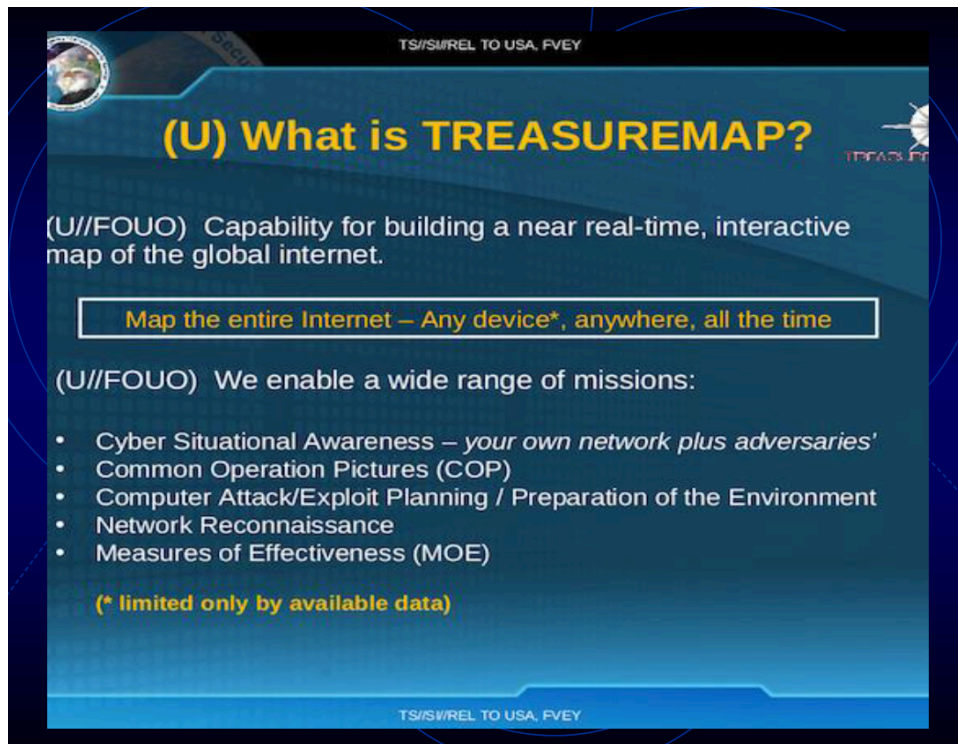 TS//SI//REL TO USA, FVEY
(U) What is TREASUREMAP?
(U//FOUO) Capability for building a near real-time, interactive
map of the global internet.
Map the entire Internet – Any device*, anywhere, all the time
(U//FOUO) We enable a wide range of missions:
• Cyber Situational Awareness – your own network plus adversaries'
• Common Operation Pictures (COP)
• Computer Attack/Exploit Planning / Preparation of the Environment
• Network Reconnaissance
• Measures of Effectiveness (MOE)
(* limited only by available data)
TS//SI//REL TO USA, FVEY